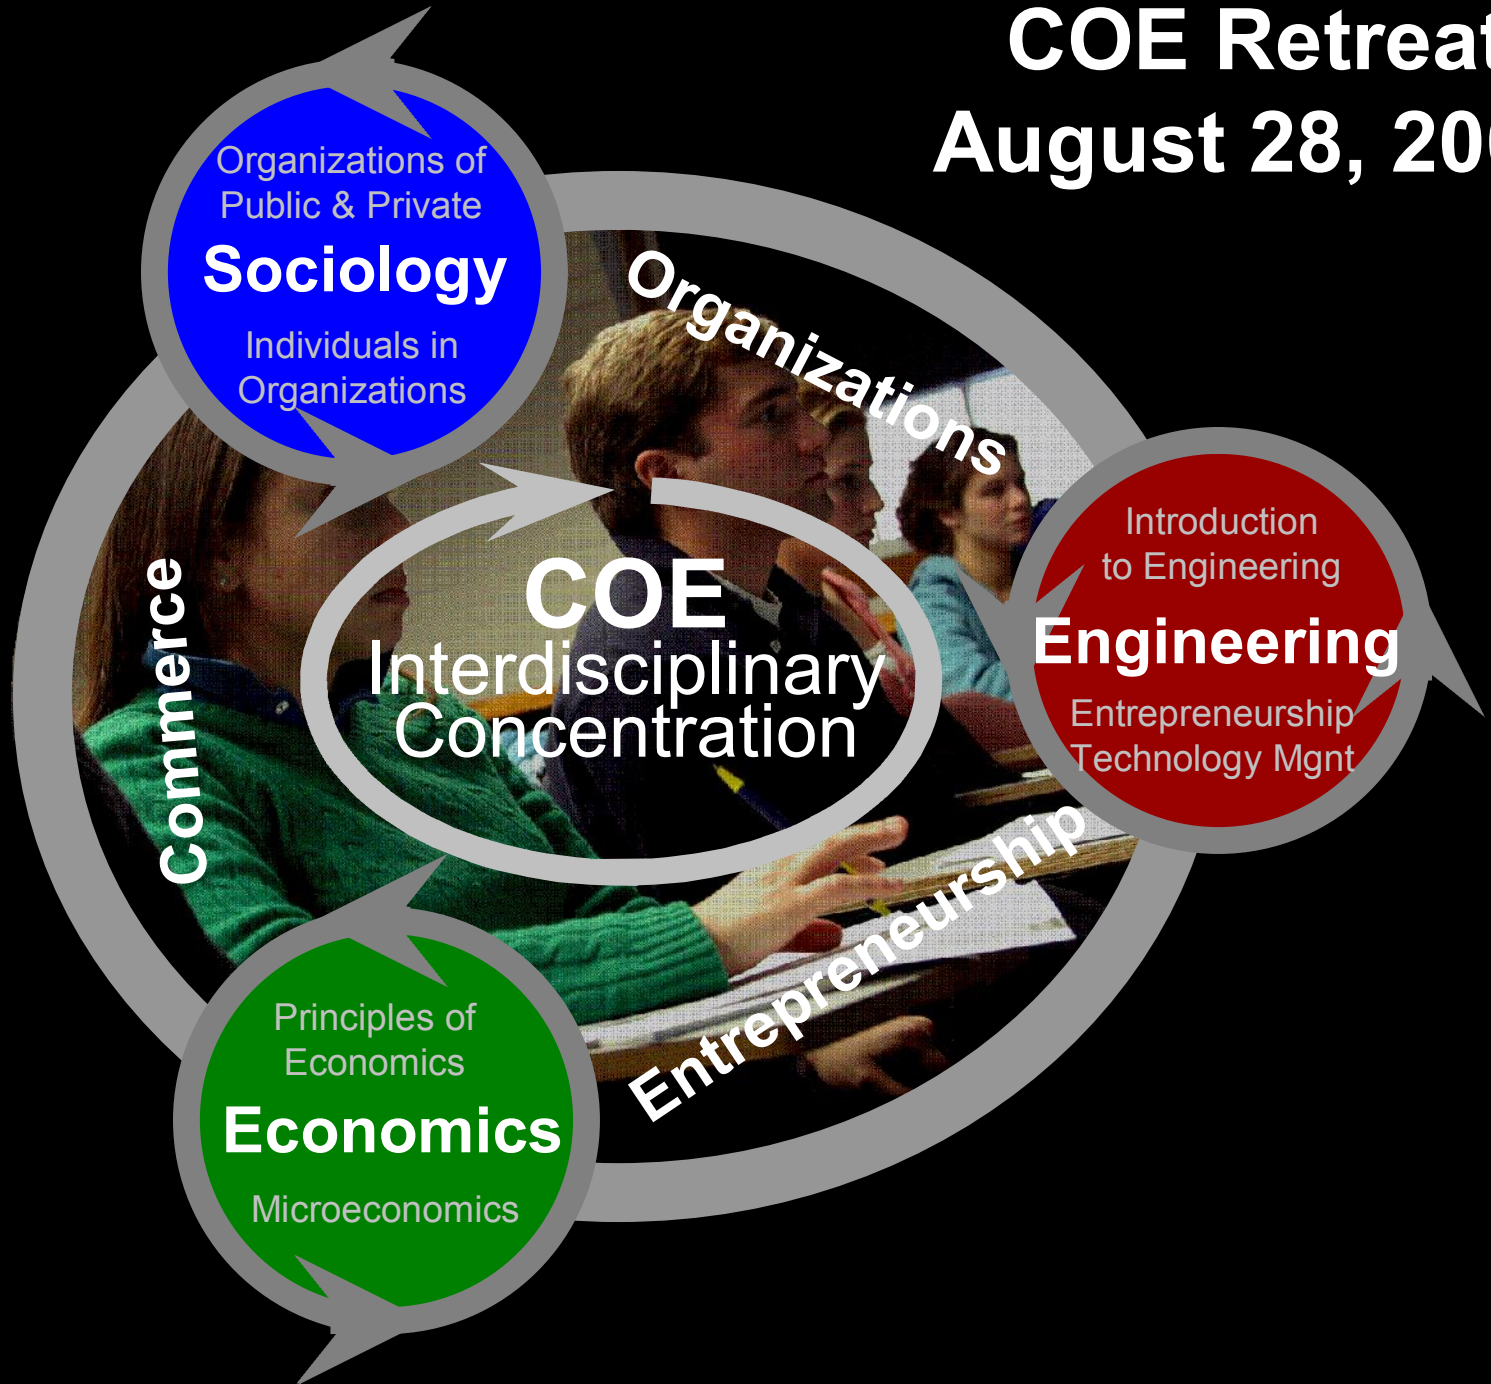 COE Retreat
August 28,
Organizations of
Public & Private
Sociology
Individuals in
Organizations
Organizations
Introduction
to Engineering
Engineering
Entrepreneurship
Technology Mgnt
COE
Interdisciplinary
Concentration
Commerce
Entrepreneurship
Principles of
Economics
Economics
Microeconomics